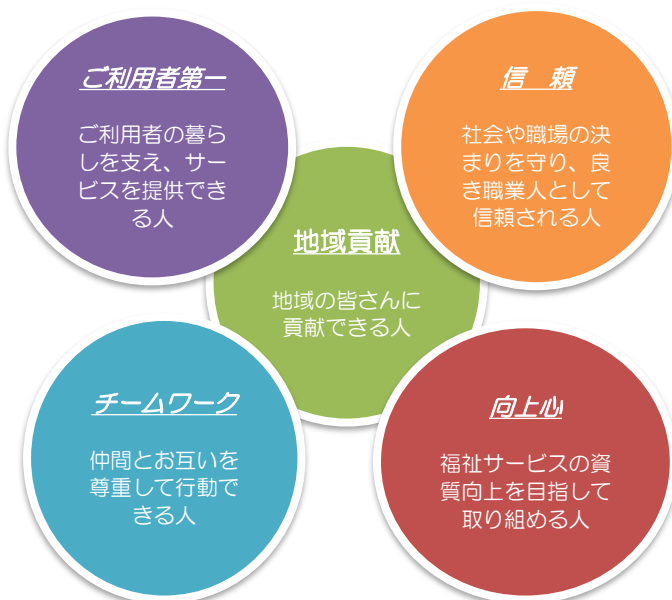 ご利用者第一
ご利用者の暮ら
しを支え、サー
ビスを提供でき
る人
信　頼
社会や職場の決
まりを守り、良
き職業人として
信頼される人
地域貢献
地域の皆さんに
貢献できる人
チームワーク
仲間とお互いを
尊重して行動で
きる人
向上心
福祉サービスの資
質向上を目指して
取り組める人